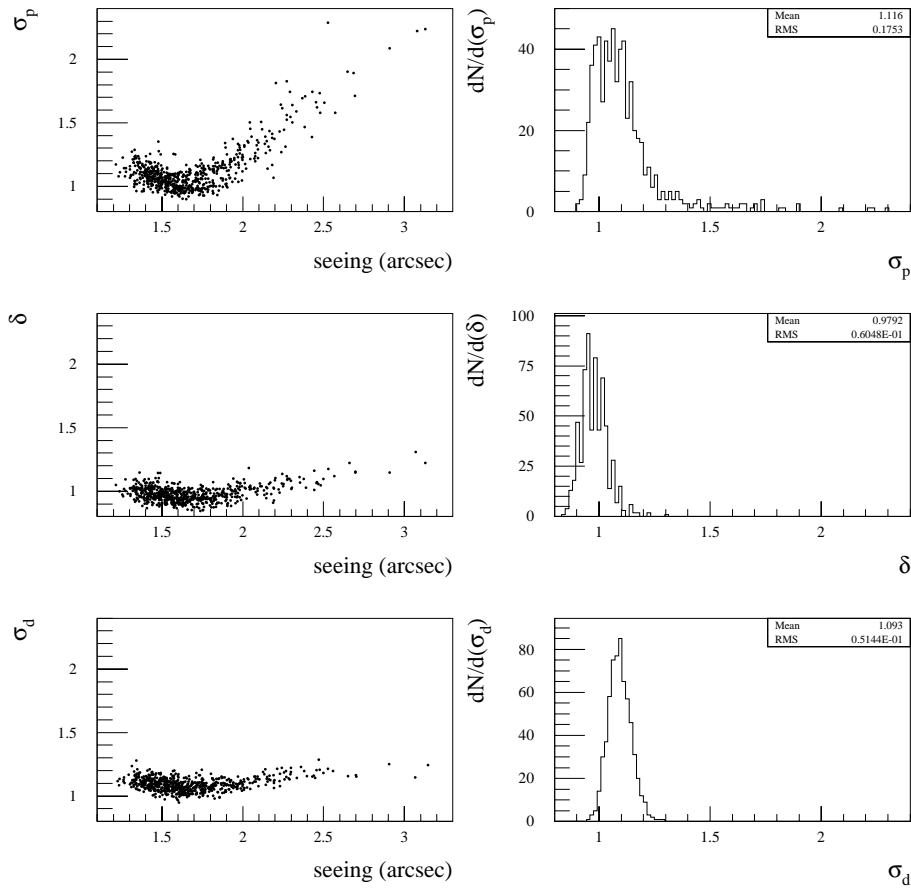 σp
2
1.5
1
1.5 2 2.5 3
seeing (arcsec)
dN/d(σp)
40
20
0
1 1.5 2
σp
Mean 1.116
RMS 0.1753
δ
2
1.5
1
1.5 2 2.5 3
seeing (arcsec)
dN/d(δ)
100
75
50
25
0
1 1.5 2
δ
Mean 0.9792
RMS 0.6048E-01
σd
2
1.5
1
1.5 2 2.5 3
seeing (arcsec)
dN/d(σd)
80
60
40
20
0
1 1.5 2
σd
Mean 1.093
RMS 0.5144E-01